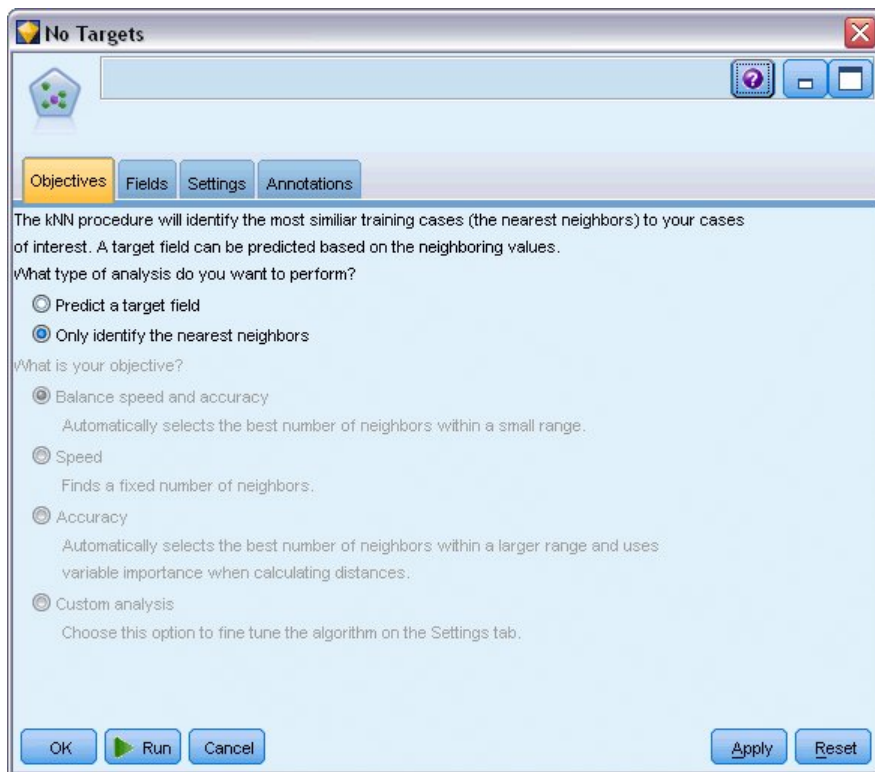 No Targets
Objectives Fields Settings Annotations
The kNN procedure will identify the most similiar training cases (the nearest neighbors) to your cases
of interest. A target field can be predicted based on the neighboring values.
What type of analysis do you want to perform?
Predict a target field
Only identify the nearest neighbors
What is your objective?
Balance speed and accuracy
Automatically selects the best number of neighbors within a small range.
Speed
Finds a fixed number of neighbors.
Accuracy
Automatically selects the best number of neighbors within a larger range and uses
variable importance when calculating distances.
Custom analysis
Choose this option to fine tune the algorithm on the Settings tab.
OK Run Cancel Apply Reset